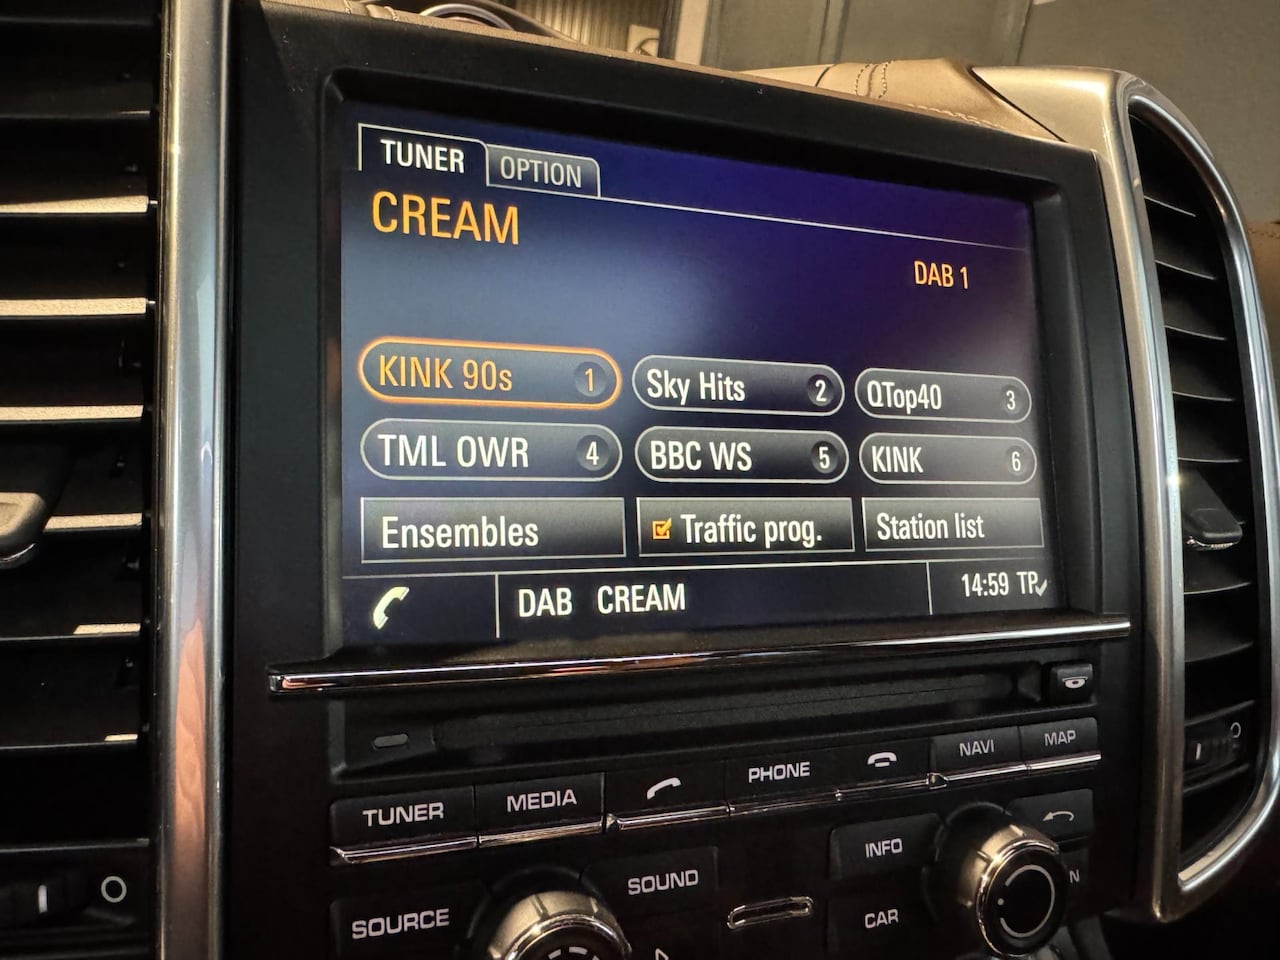 TUNER OPTION
CREAM
DAB 1
KINK 90s 1 Sky Hits 2 QTop40 3
TML OWR 4 BBC WS 5 KINK 6
Ensembles Traffic prog. Station list
DAB CREAM 14:59 TP
TUNER MEDIA PHONE NAVI MAP
SOUND INFO
SOURCE CAR